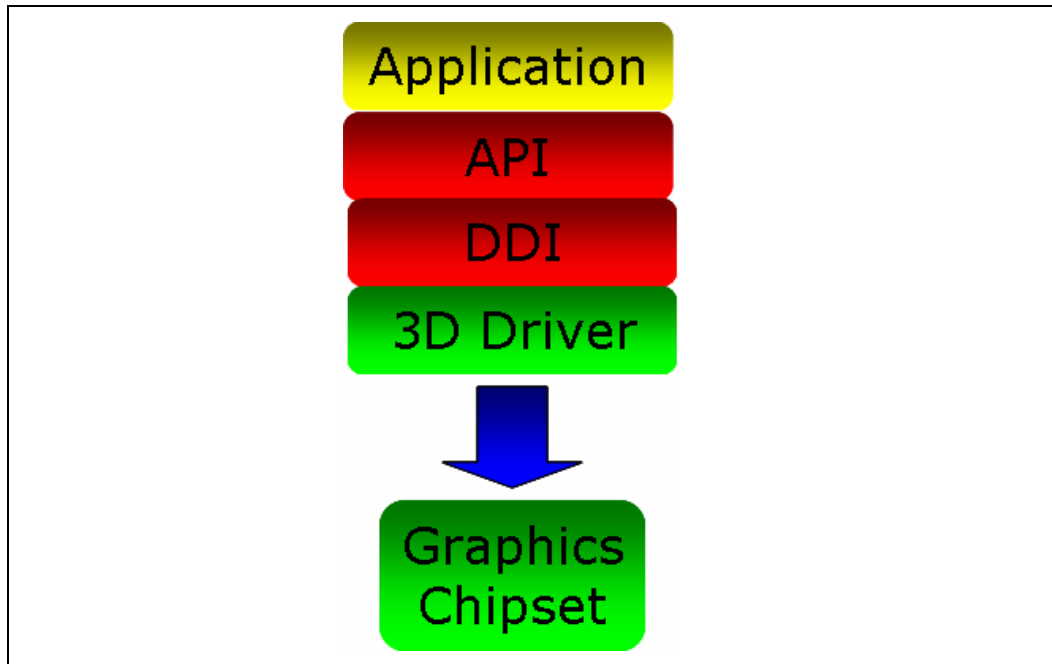 Application
API
DDI
3D Driver
Graphics
Chipset